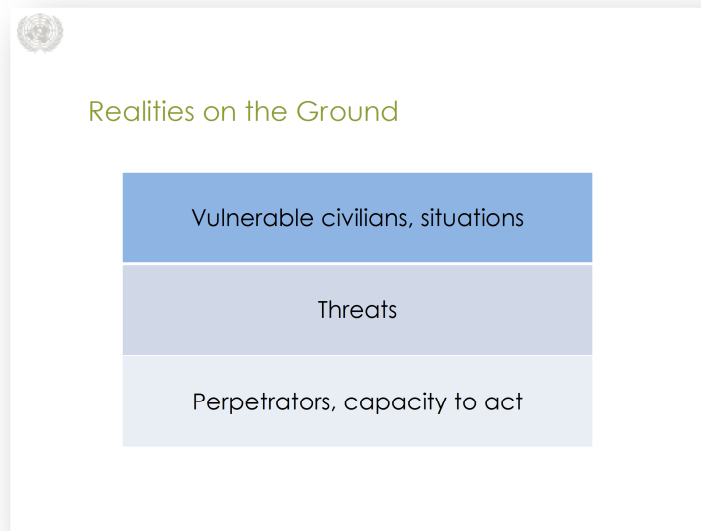 Realities on the Ground
Vulnerable civilians, situations
Threats
Perpetrators, capacity to act